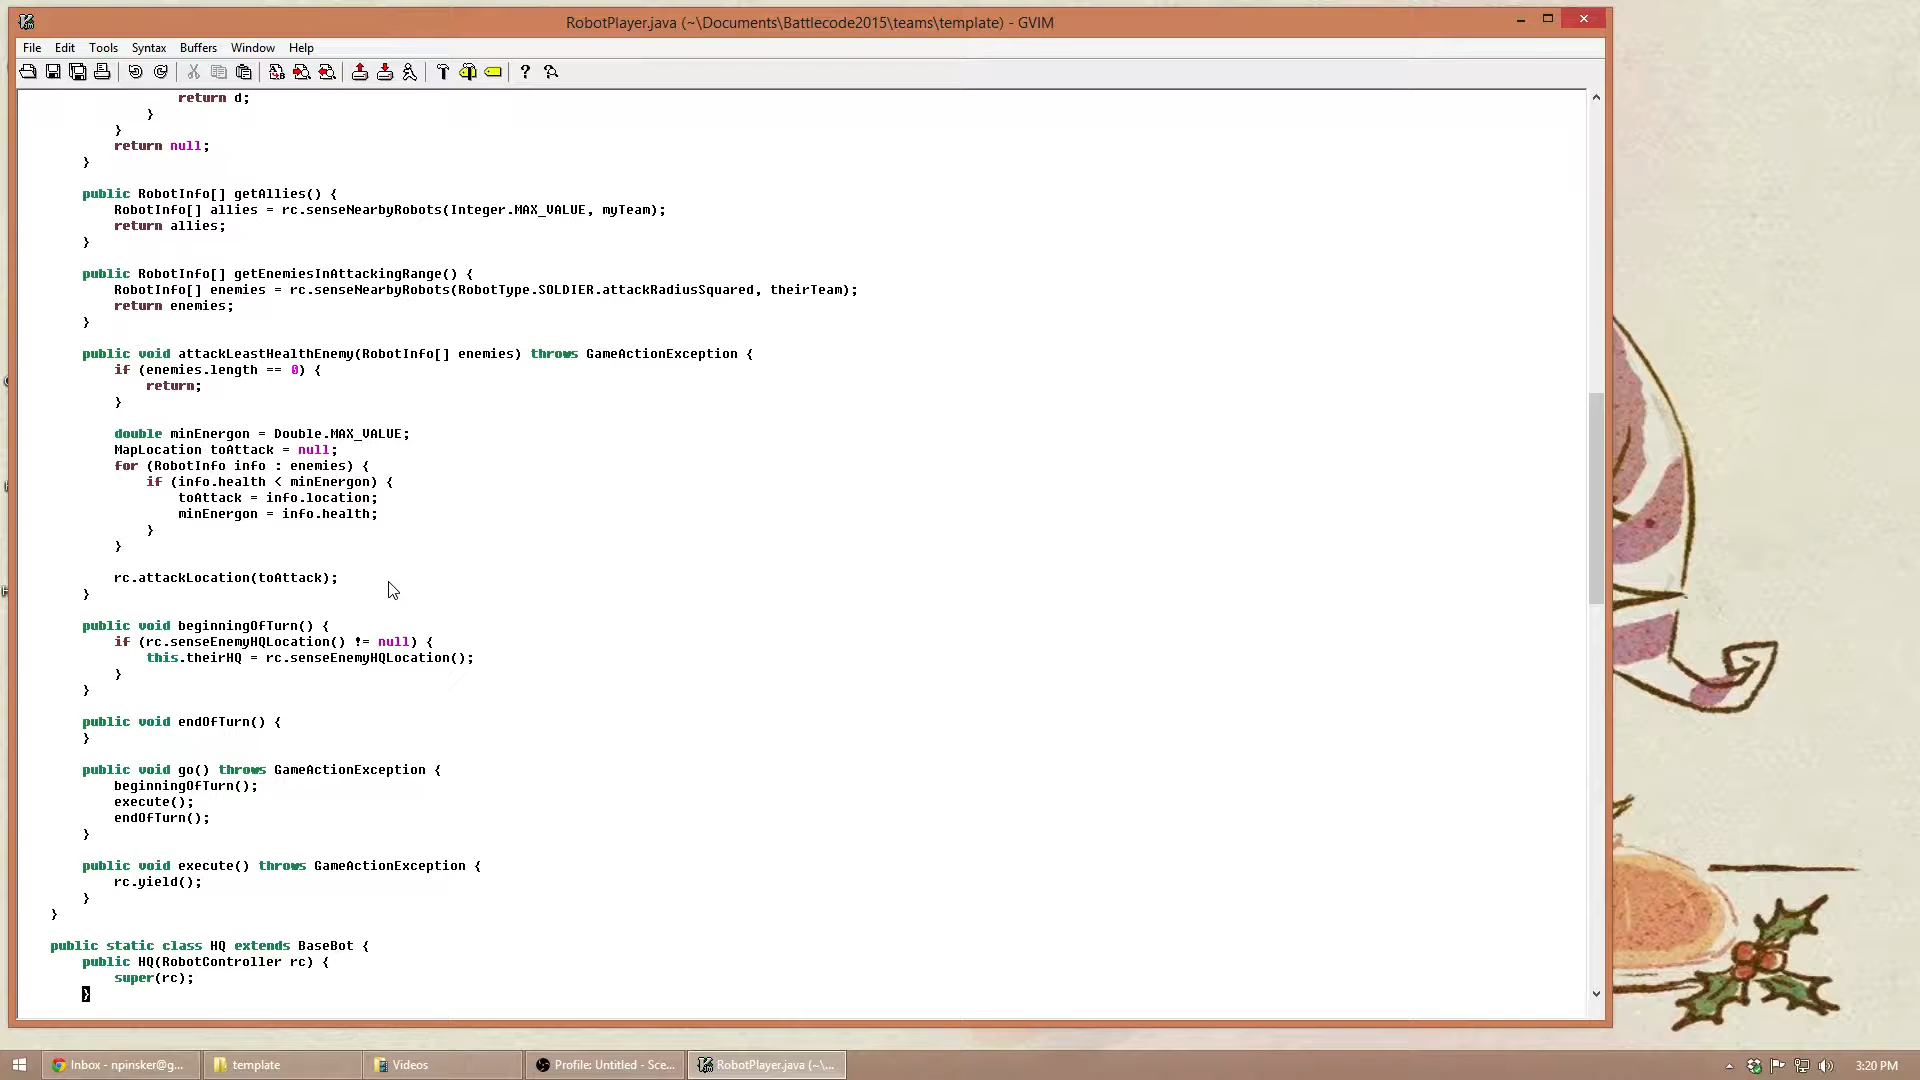 RobotPlayer.java (~\Documents\Battlecode2015\teams\template) - GVIM
File Edit Tools Syntax Buffers Window Help
return d;
}
}
return null;
}
public RobotInfo[] getAllies() {
RobotInfo[] allies = rc.senseNearbyRobots(Integer.MAX_VALUE, myTeam);
return allies;
}
public RobotInfo[] getEnemiesInAttackingRange() {
RobotInfo[] enemies = rc.senseNearbyRobots(RobotType.SOLDIER.attackRadiusSquared, theirTeam);
return enemies;
}
public void attackLeastHealthEnemy(RobotInfo[] enemies) throws GameActionException {
if (enemies.length == 0) {
return;
}
double minEnergon = Double.MAX_VALUE;
MapLocation toAttack = null;
for (RobotInfo info : enemies) {
if (info.health < minEnergon) {
toAttack = info.location;
minEnergon = info.health;
}
}
rc.attackLocation(toAttack);
}
public void beginningOfTurn() {
if (rc.senseEnemyHQLocation() != null) {
this.theirHQ = rc.senseEnemyHQLocation();
}
}
public void endOfTurn() {
}
public void go() throws GameActionException {
beginningOfTurn();
execute();
endOfTurn();
}
public void execute() throws GameActionException {
rc.yield();
}
}
public static class HQ extends BaseBot {
public HQ(RobotController rc) {
super(rc);
}
Inbox - npinsker@g... template Videos Profile: Untitled - Sce... RobotPlayer.java (~\... 3:20 PM